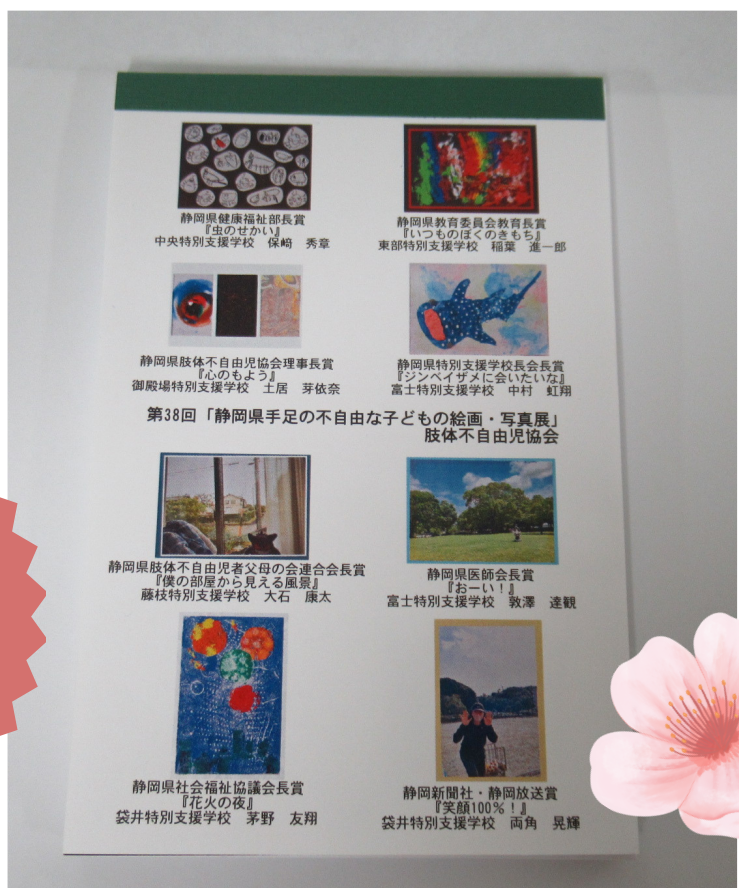 静岡県健康福祉部長賞
『虫のせかい』
中央特別支援学校　保﨑　秀章
静岡県教育委員会教育長賞
『いつものぼくのきもち』
東部特別支援学校　稲葉　進一郎
静岡県肢体不自由児協会理事長賞
『心のもよう』
御殿場特別支援学校　土居　芽依奈
静岡県特別支援学校長会長賞
『ジンベイザメに会いたいな』
富士特別支援学校　中村　虹翔
第38回「静岡県手足の不自由な子どもの絵画・写真展」
肢体不自由児協会
静岡県肢体不自由児者父母の会連合会長賞
『僕の部屋から見える風景』
藤枝特別支援学校　大石　康太
静岡県医師会長賞
『おーい！』
富士特別支援学校　敦澤　達観
静岡県社会福祉協議会長賞
『花火の夜』
袋井特別支援学校　茅野　友翔
静岡新聞社・静岡放送賞
『笑顔100％！』
袋井特別支援学校　両角　晃輝